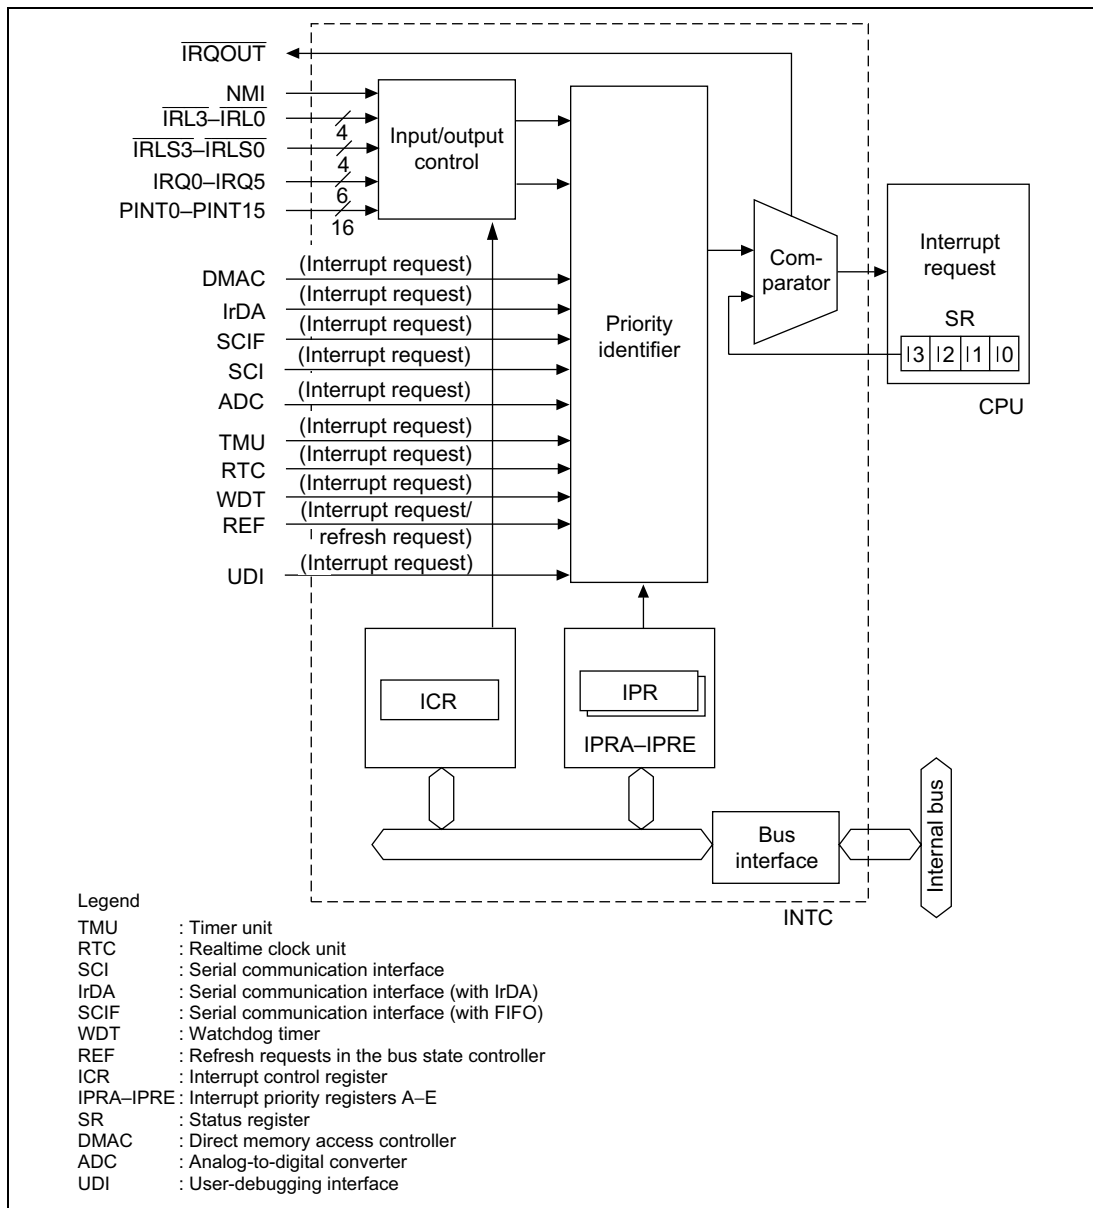 IRQOUT
NMI
IRL3–IRL0
4
IRLS3–IRLS0
4
IRQ0–IRQ5
6
PINT0–PINT15
16
Input/output
control
DMAC
(Interrupt request)
IrDA
(Interrupt request)
SCIF
(Interrupt request)
SCI
(Interrupt request)
ADC
(Interrupt request)
TMU
(Interrupt request)
RTC
(Interrupt request)
WDT
(Interrupt request)
REF
(Interrupt request/
refresh request)
UDI
(Interrupt request)
Priority
identifier
Com-
parator
Interrupt
request
SR
I3 I2 I1 I0
CPU
ICR
IPR
IPRA–IPRE
Bus
interface
Internal bus
INTC
Legend
TMU : Timer unit
RTC : Realtime clock unit
SCI : Serial communication interface
IrDA : Serial communication interface (with IrDA)
SCIF : Serial communication interface (with FIFO)
WDT : Watchdog timer
REF : Refresh requests in the bus state controller
ICR : Interrupt control register
IPRA–IPRE : Interrupt priority registers A–E
SR : Status register
DMAC : Direct memory access controller
ADC : Analog-to-digital converter
UDI : User-debugging interface